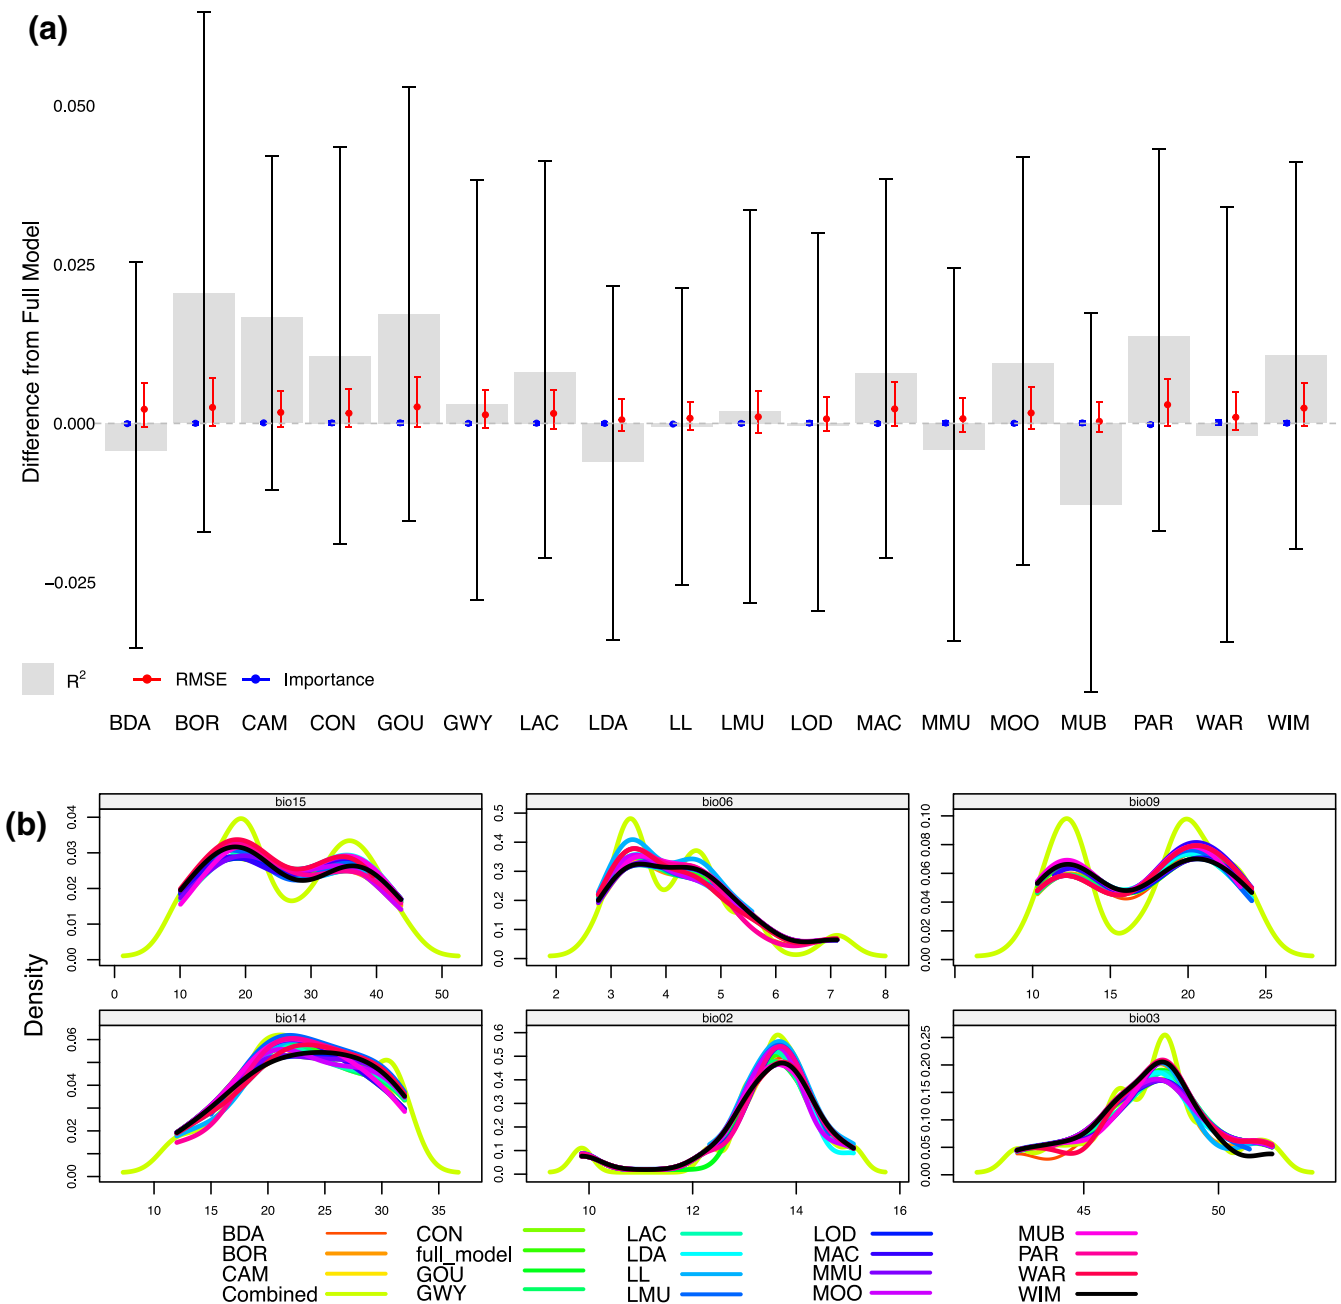 (a)
0.050
0.025
0.000
−0.025
Difference from Full Model
R2 RMSE Importance
BDA BOR CAM CON GOU GWY LAC LDA LL LMU LOD MAC MMU MOO MUB PAR WAR WIM
(b)
Density
bio15
0.00 0.01 0.02 0.03 0.04
0 10 20 30 40 50
bio06
0.0 0.1 0.2 0.3 0.4 0.5
2 3 4 5 6 7 8
bio09
0.00 0.02 0.04 0.06 0.08 0.10
10 15 20 25
bio14
0.00 0.02 0.04 0.06
10 15 20 25 30 35
bio02
0.0 0.1 0.2 0.3 0.4 0.5 0.6
10 12 14 16
bio03
0.00 0.05 0.10 0.15 0.20 0.25
45 50
BDA CON LAC LOD MUB
BOR full_model LDA MAC PAR
CAM GOU LL MMU WAR
Combined GWY LMU MOO WIM